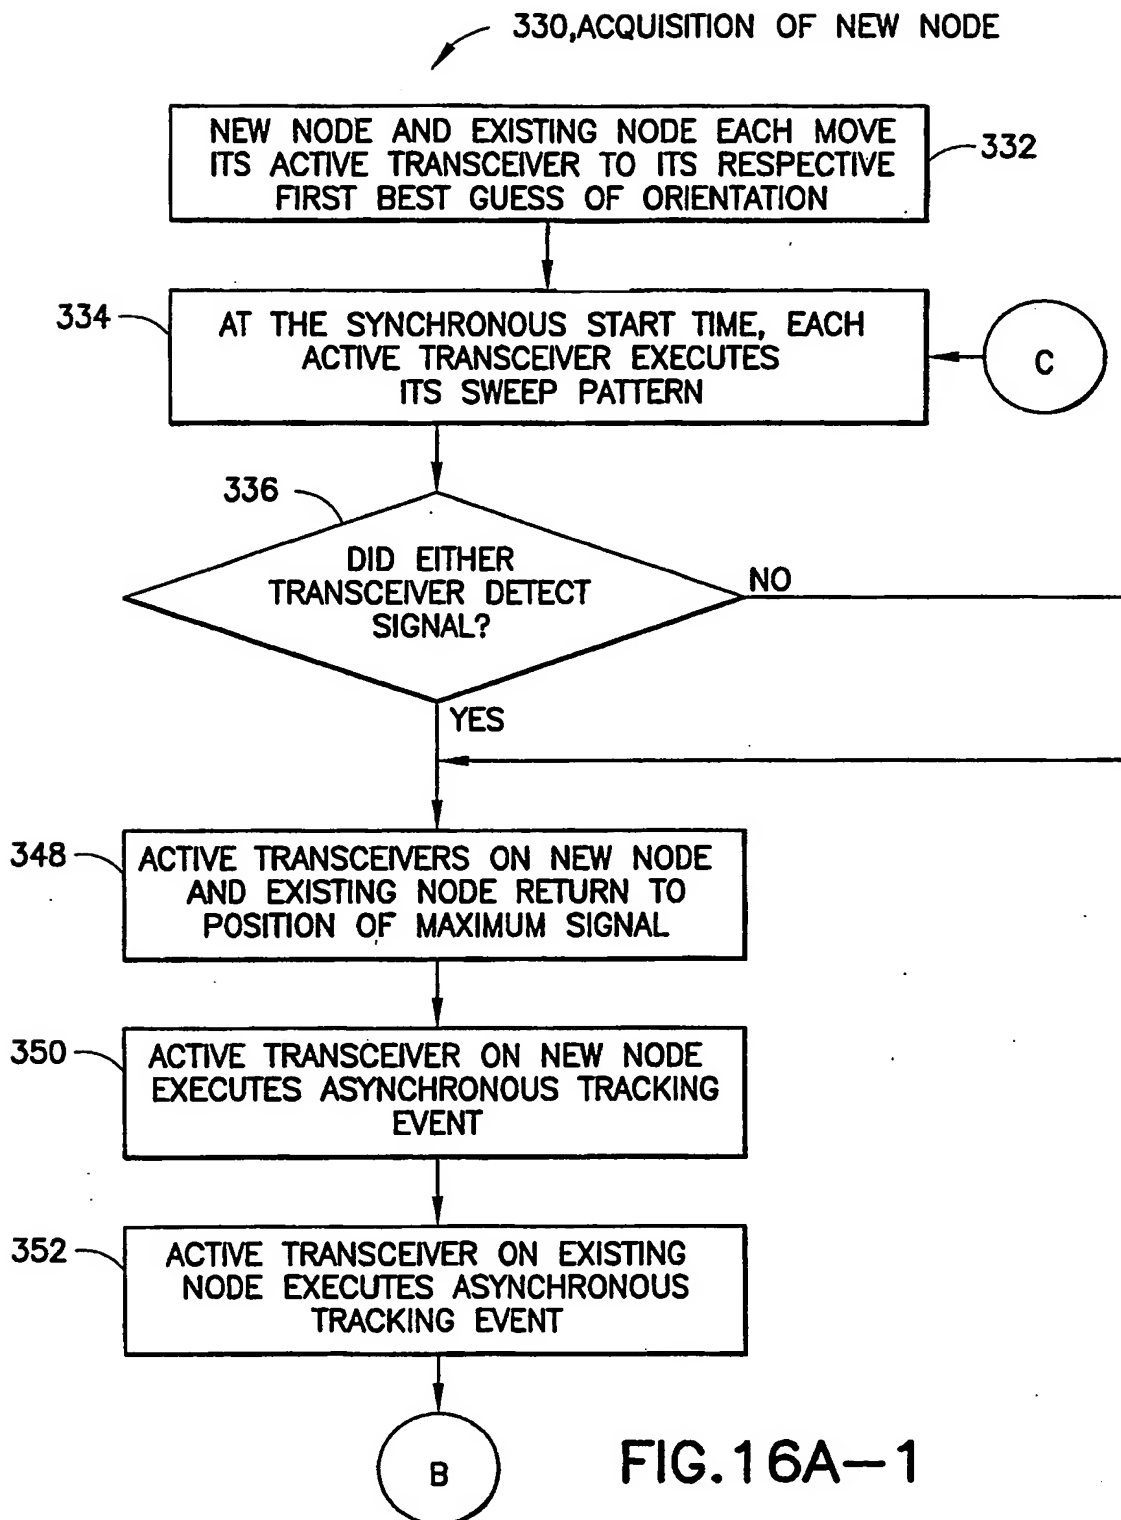 330,ACQUISITION OF NEW NODE
NEW NODE AND EXISTING NODE EACH MOVE
ITS ACTIVE TRANSCEIVER TO ITS RESPECTIVE
FIRST BEST GUESS OF ORIENTATION
332
334
AT THE SYNCHRONOUS START TIME, EACH
ACTIVE TRANSCEIVER EXECUTES
ITS SWEEP PATTERN
C
336
DID EITHER
TRANSCEIVER DETECT
SIGNAL?
NO
YES
348
ACTIVE TRANSCEIVERS ON NEW NODE
AND EXISTING NODE RETURN TO
POSITION OF MAXIMUM SIGNAL
350
ACTIVE TRANSCEIVER ON NEW NODE
EXECUTES ASYNCHRONOUS TRACKING
EVENT
352
ACTIVE TRANSCEIVER ON EXISTING
NODE EXECUTES ASYNCHRONOUS
TRACKING EVENT
B
FIG.16A-1